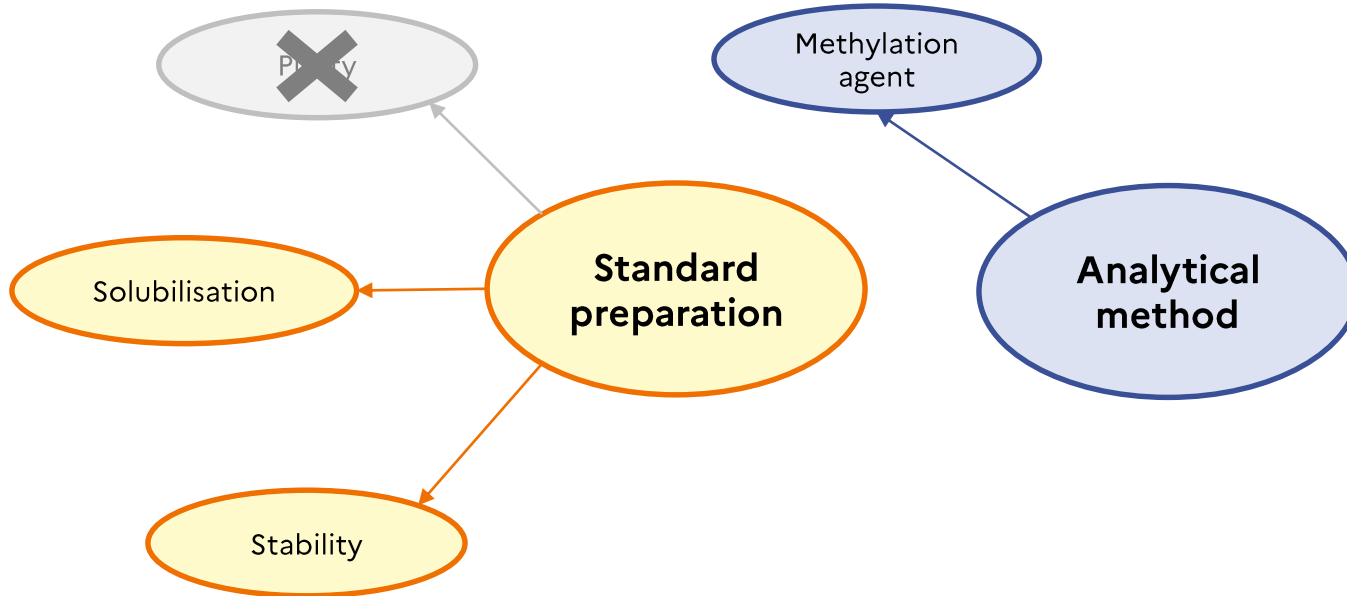 Methylation
agent
Standard
preparation
Analytical
method
Solubilisation
Stability